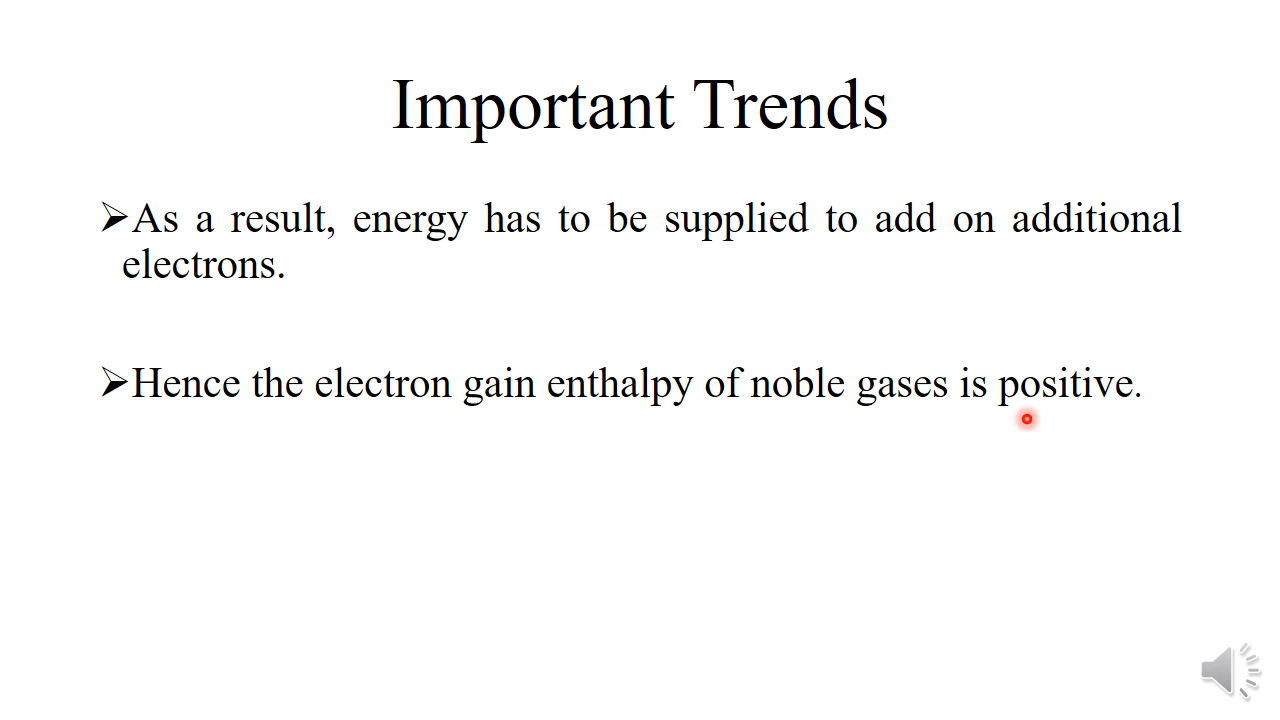 Important Trends
➢As a result, energy has to be supplied to add on additional
electrons.
➢Hence the electron gain enthalpy of noble gases is positive.